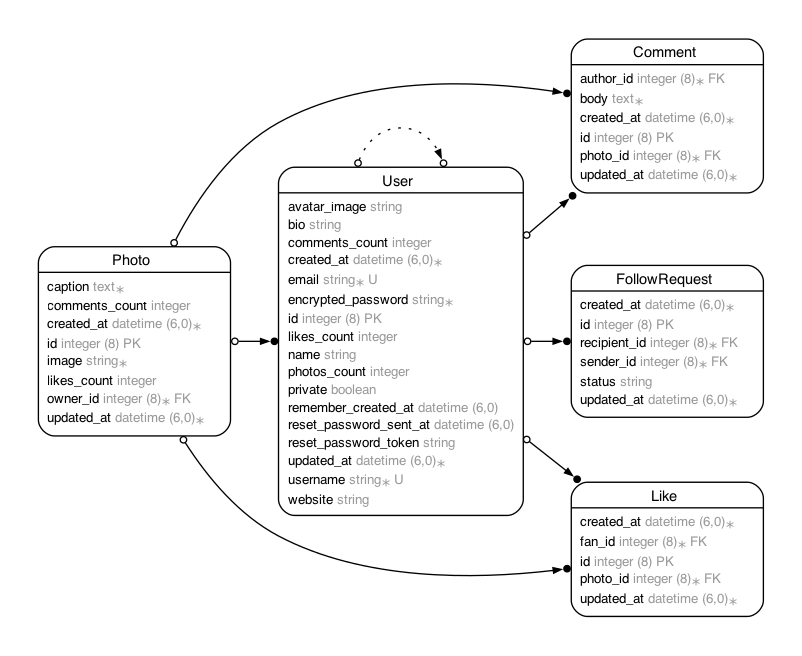 Comment
author_id integer (8)∗ FK
body text∗
created_at datetime (6,0)∗
id integer (8) PK
photo_id integer (8)∗ FK
updated_at datetime (6,0)∗
User
avatar_image string
bio string
comments_count integer
created_at datetime (6,0)∗
email string∗ U
encrypted_password string∗
id integer (8) PK
likes_count integer
name string
photos_count integer
private boolean
remember_created_at datetime (6,0)
reset_password_sent_at datetime (6,0)
reset_password_token string
updated_at datetime (6,0)∗
username string∗ U
website string
Photo
caption text∗
comments_count integer
created_at datetime (6,0)∗
id integer (8) PK
image string∗
likes_count integer
owner_id integer (8)∗ FK
updated_at datetime (6,0)∗
FollowRequest
created_at datetime (6,0)∗
id integer (8) PK
recipient_id integer (8)∗ FK
sender_id integer (8)∗ FK
status string
updated_at datetime (6,0)∗
Like
created_at datetime (6,0)∗
fan_id integer (8)∗ FK
id integer (8) PK
photo_id integer (8)∗ FK
updated_at datetime (6,0)∗